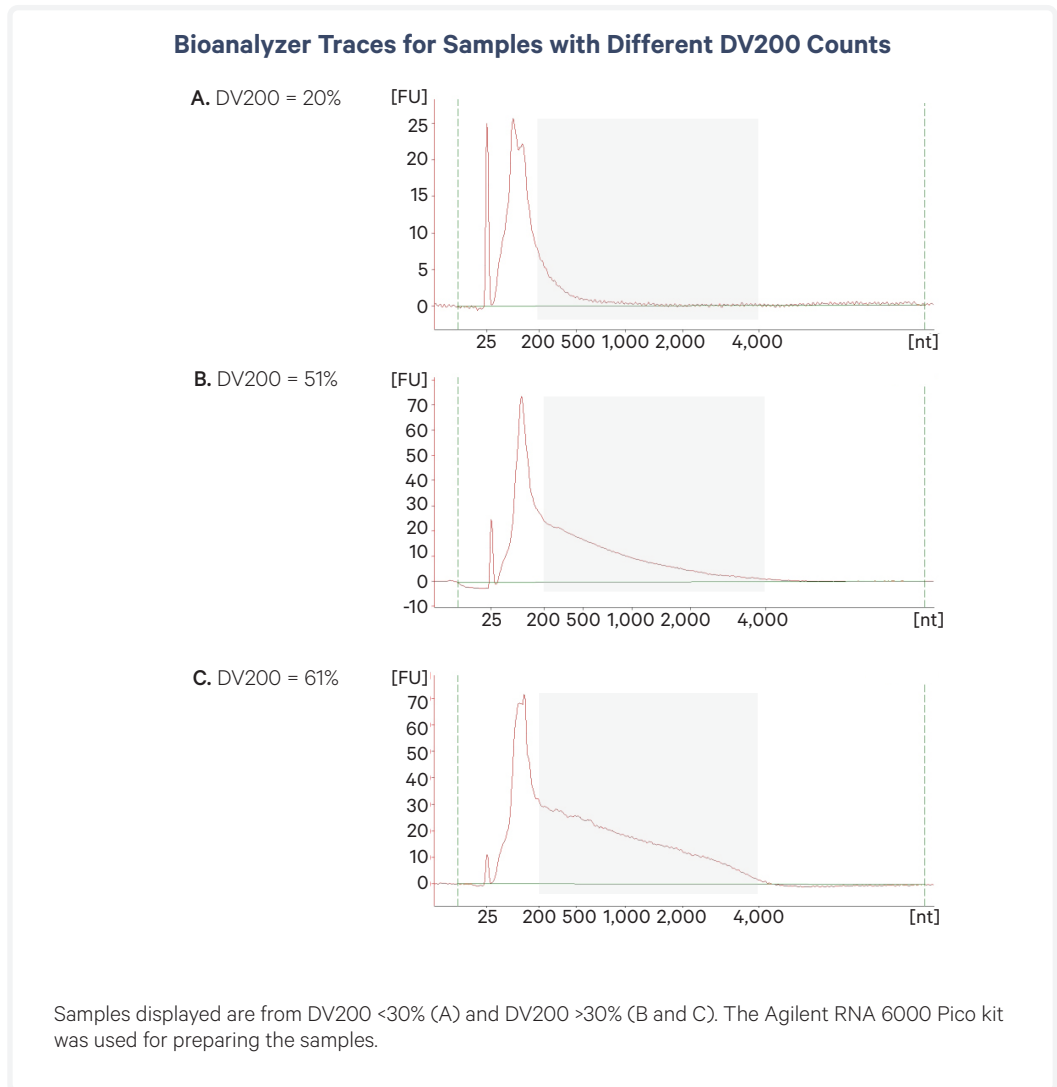 Bioanalyzer Traces for Samples with Different DV200 Counts
A. DV200 = 20%
[FU]
25
20
15
10
5
0
25 200 500 1,000 2,000 4,000 [nt]
B. DV200 = 51%
[FU]
70
60
50
40
30
20
10
0
-10
25 200 500 1,000 2,000 4,000 [nt]
C. DV200 = 61%
[FU]
70
60
50
40
30
20
10
0
25 200 500 1,000 2,000 4,000 [nt]
Samples displayed are from DV200 <30% (A) and DV200 >30% (B and C). The Agilent RNA 6000 Pico kit
was used for preparing the samples.